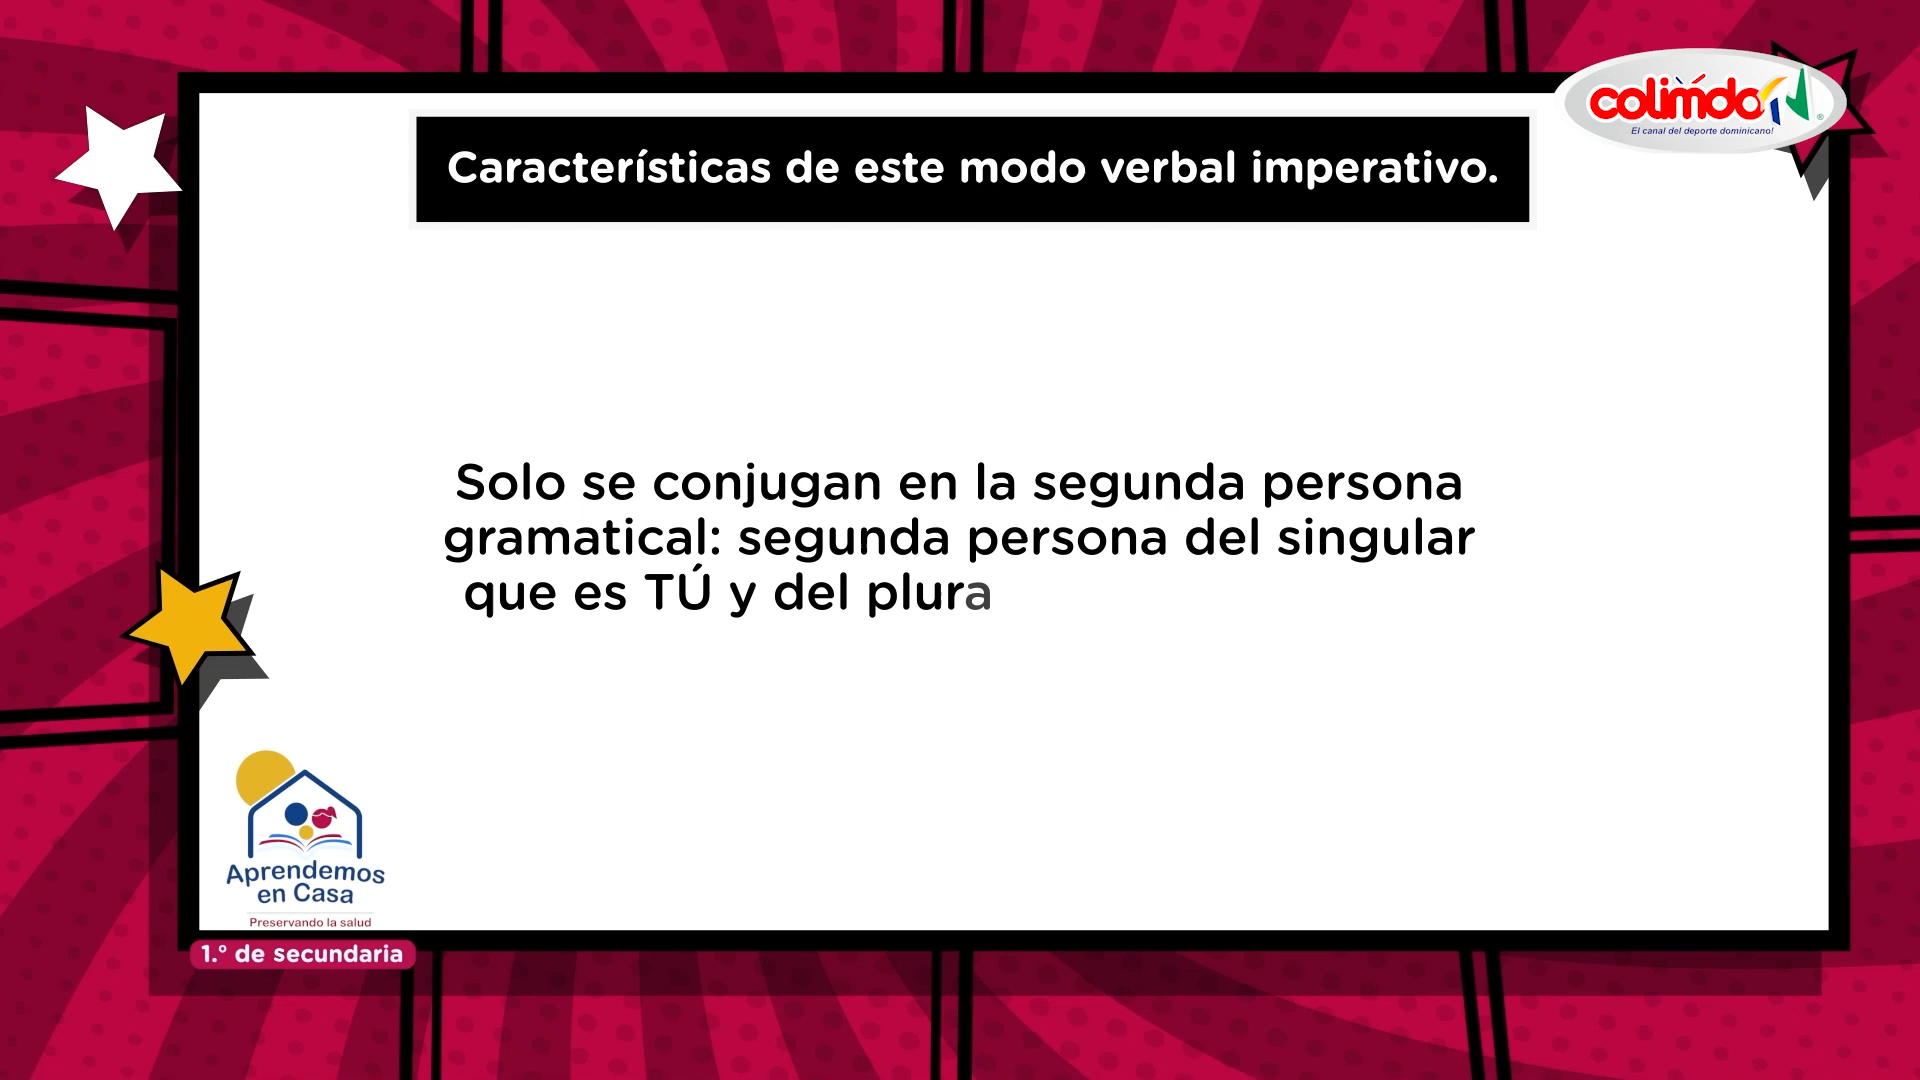 colimdo
El canal del deporte dominicano!
Características de este modo verbal imperativo.
Solo se conjugan en la segunda persona
gramatical: segunda persona del singular
que es TÚ y del plura
Aprendemos
en Casa
Preservando la salud
1.° de secundaria